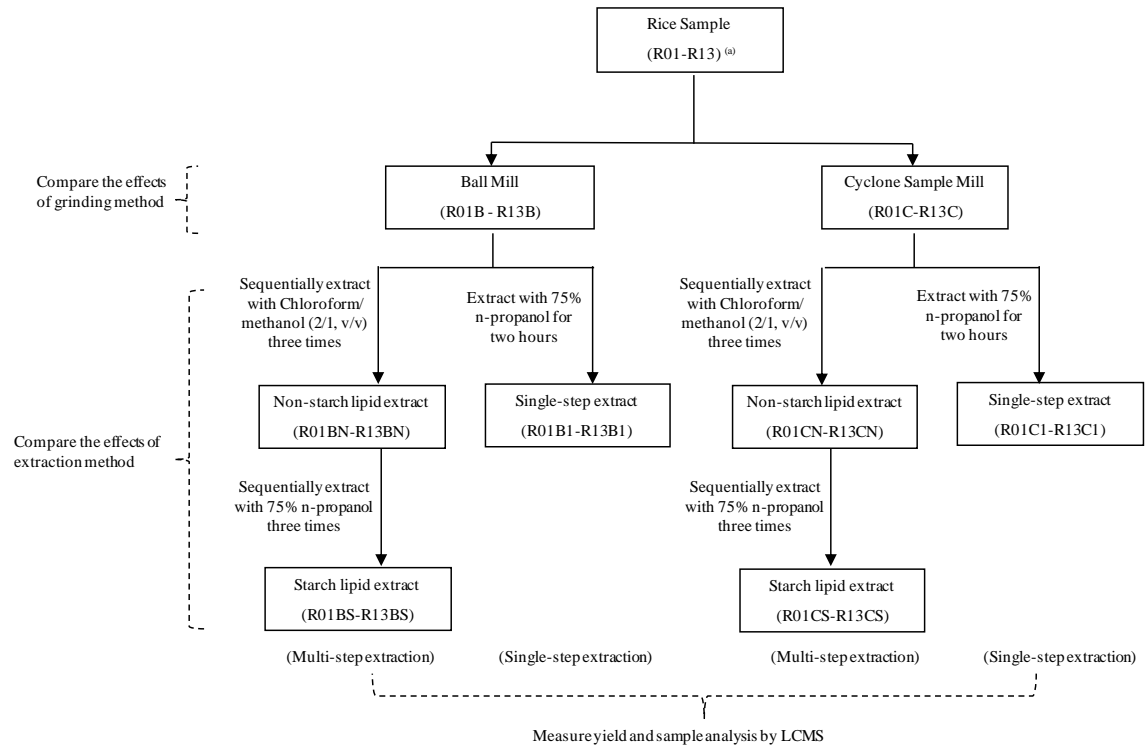 Rice Sample
(R01-R13) (a)
Compare the effects
of grinding method
Ball Mill
(R01B - R13B)
Cyclone Sample Mill
(R01C-R13C)
Sequentially extract
with Chloroform/
methanol (2/1, v/v)
three times
Extract with 75%
n-propanol for
two hours
Sequentially extract
with Chloroform/
methanol (2/1, v/v)
three times
Extract with 75%
n-propanol for
two hours
Compare the effects of
extraction method
Non-starch lipid extract
(R01BN-R13BN)
Single-step extract
(R01B1-R13B1)
Non-starch lipid extract
(R01CN-R13CN)
Single-step extract
(R01C1-R13C1)
Sequentially extract
with 75% n-propanol
three times
Sequentially extract
with 75% n-propanol
three times
Starch lipid extract
(R01BS-R13BS)
Starch lipid extract
(R01CS-R13CS)
(Multi-step extraction)
(Single-step extraction)
(Multi-step extraction)
(Single-step extraction)
Measure yield and sample analysis by LCMS